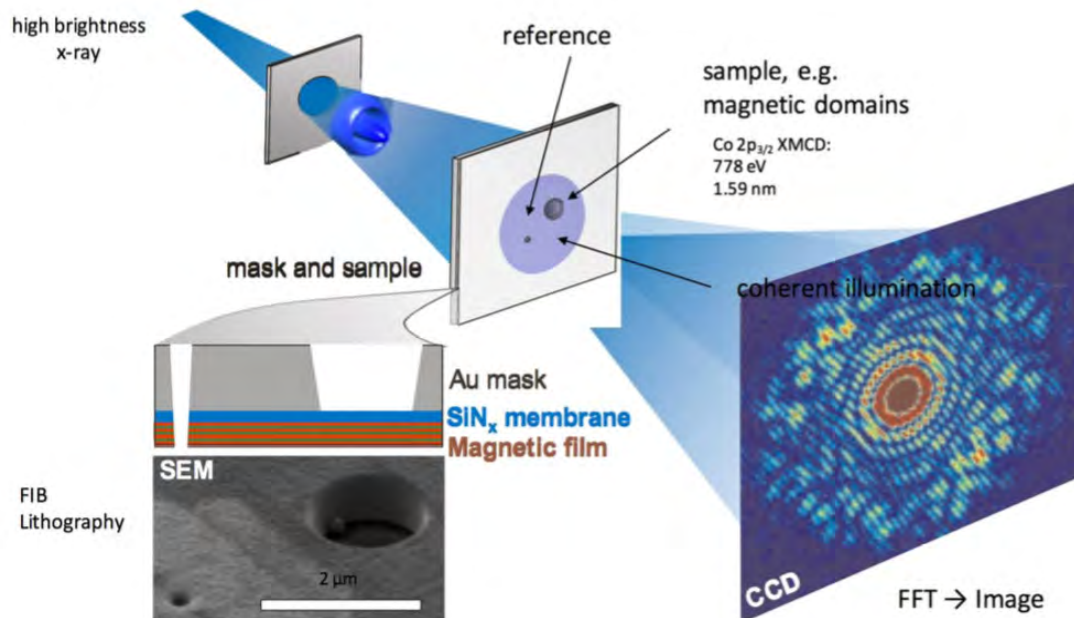 high brightness
x-ray
reference
sample, e.g.
magnetic domains
Co 2p3/2 XMCD:
778 eV
1.59 nm
mask and sample
coherent illumination
Au mask
SiNx membrane
Magnetic film
SEM
FIB
Lithography
2 μm
CCD
FFT → Image